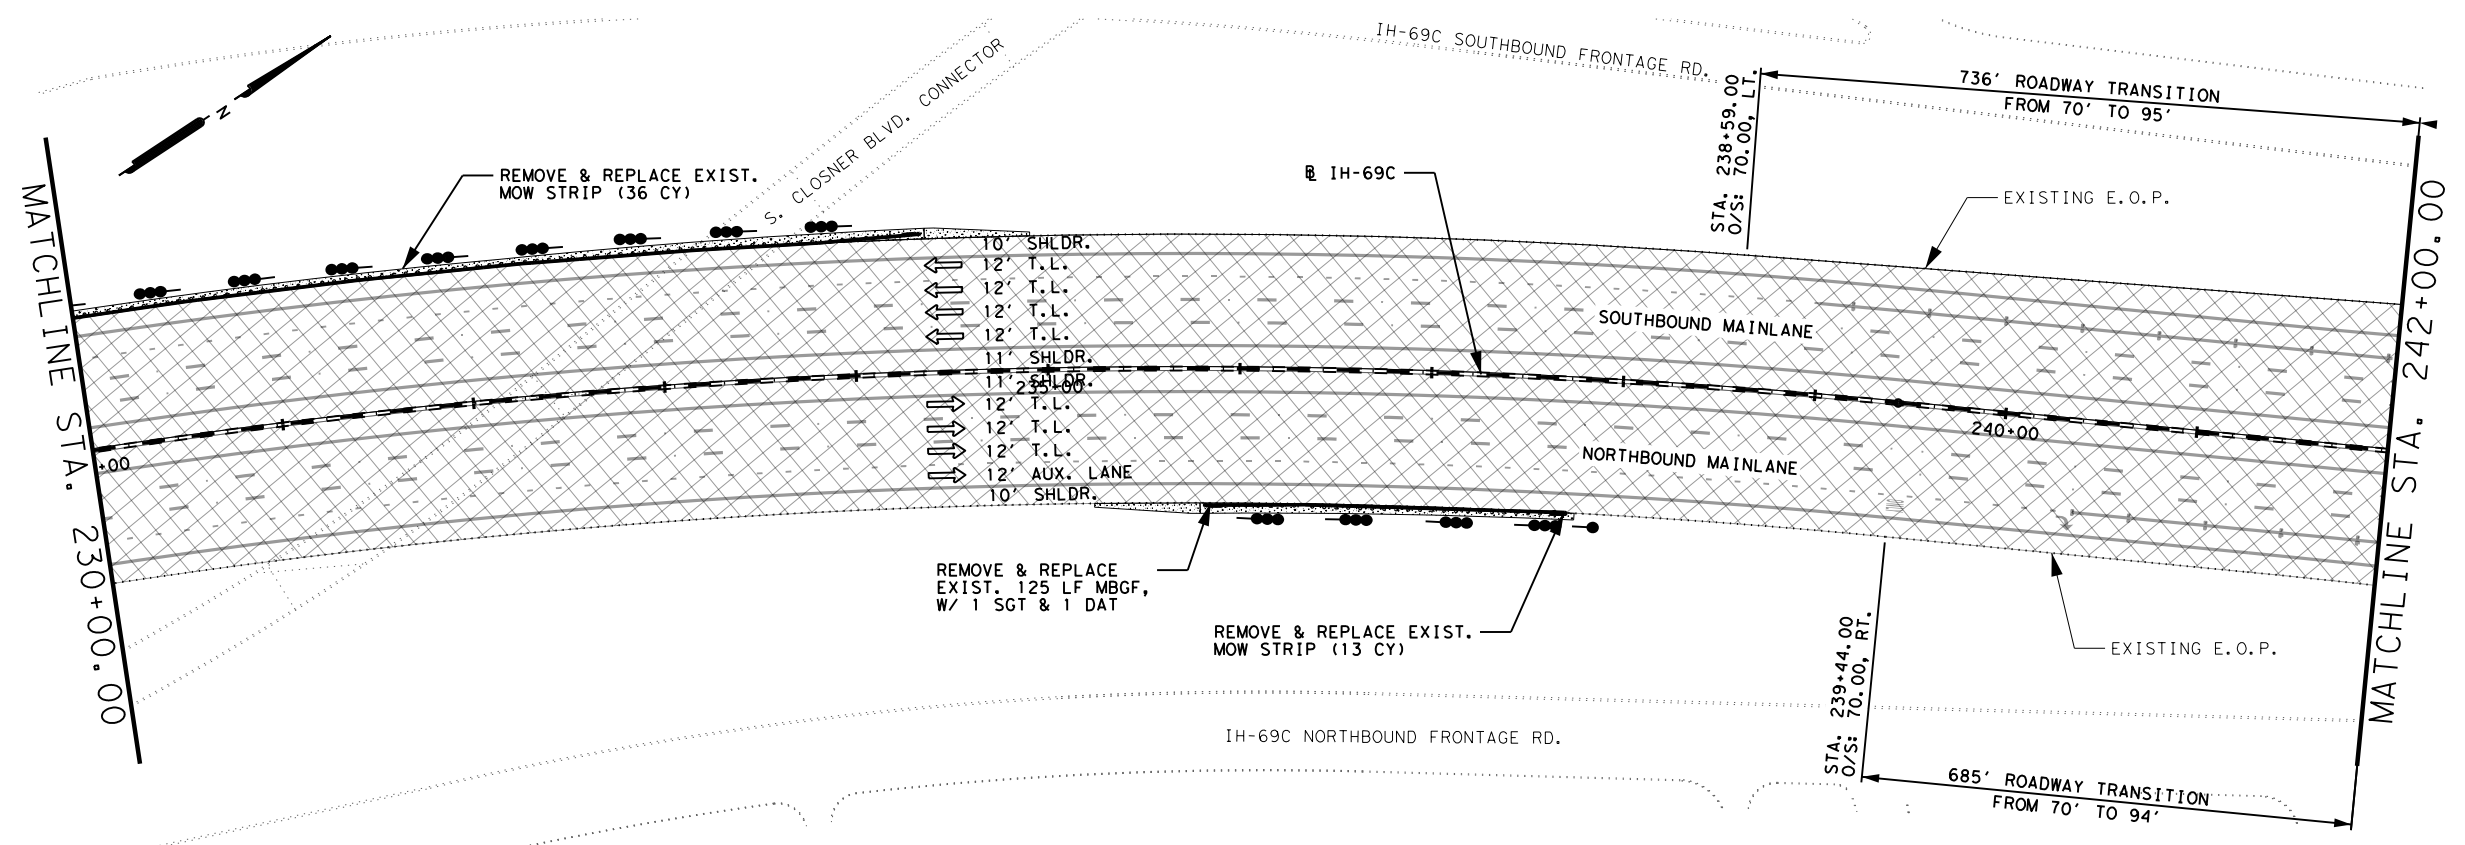 IH-69C SOUTHBOUND FRONTAGE RD.
736' ROADWAY TRANSITION
FROM 70' TO 95'
STA. 238+59.00
O/S: 70.00, LT.
N
S. CLOSNER BLVD. CONNECTOR
REMOVE & REPLACE EXIST.
MOW STRIP (36 CY)
℄ IH-69C
EXISTING E.O.P.
MATCHLINE STA. 230+00.00
MATCHLINE STA. 242+00.00
10' SHLDR.
12' T.L.
12' T.L.
12' T.L.
12' T.L.
11' SHLDR.
11' SHLDR.
235+00
12' T.L.
12' T.L.
12' T.L.
12' AUX. LANE
10' SHLDR.
SOUTHBOUND MAINLANE
NORTHBOUND MAINLANE
240+00
+00
REMOVE & REPLACE
EXIST. 125 LF MBGF,
W/ 1 SGT & 1 DAT
REMOVE & REPLACE EXIST.
MOW STRIP (13 CY)
STA. 239+44.00
O/S: 70.00, RT.
EXISTING E.O.P.
IH-69C NORTHBOUND FRONTAGE RD.
685' ROADWAY TRANSITION
FROM 70' TO 94'